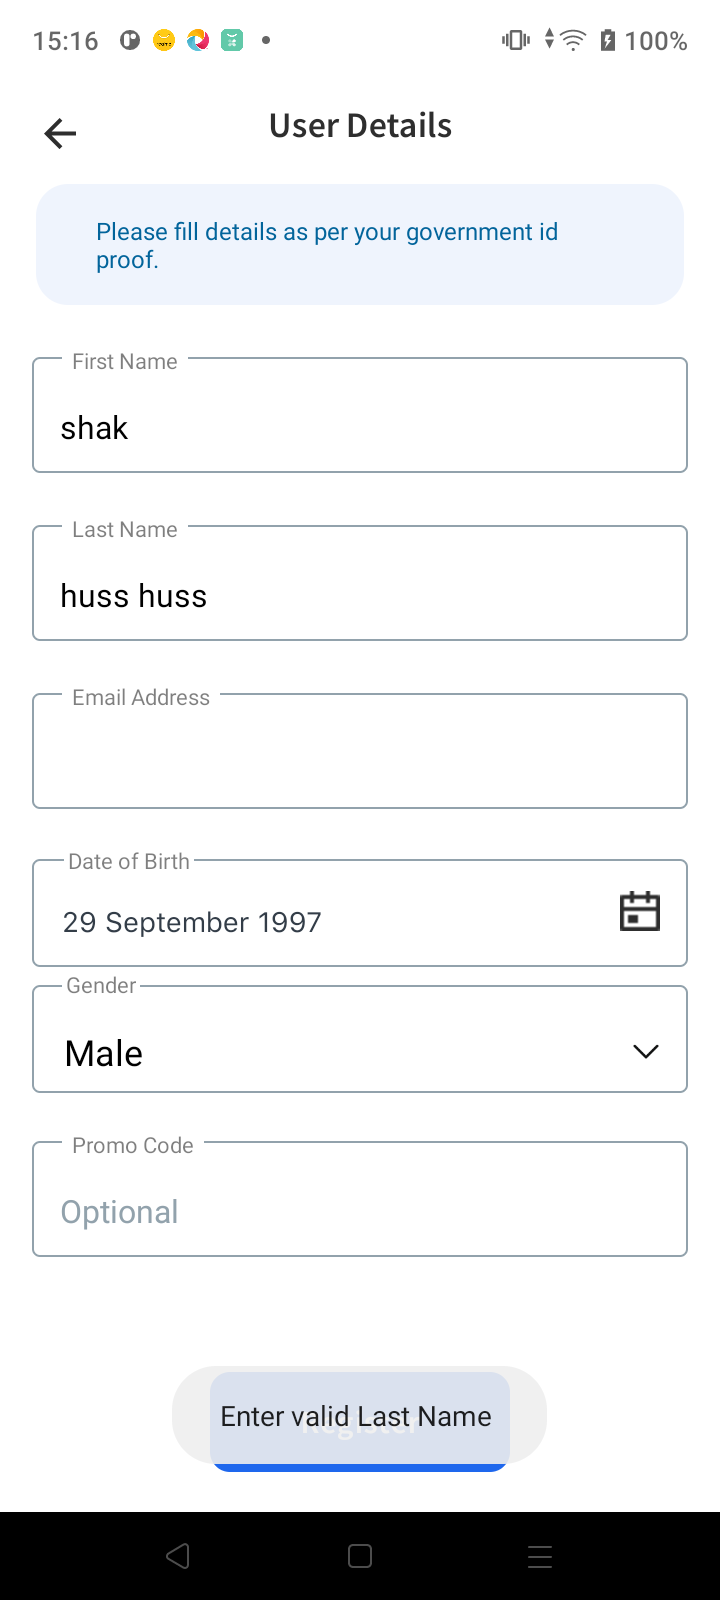 15:16
100%
User Details
Please fill details as per your government id
proof.
First Name
shak
Last Name
huss huss
Email Address
Date of Birth
29 September 1997
Gender
Male
Promo Code
Optional
Enter valid Last Name
Register